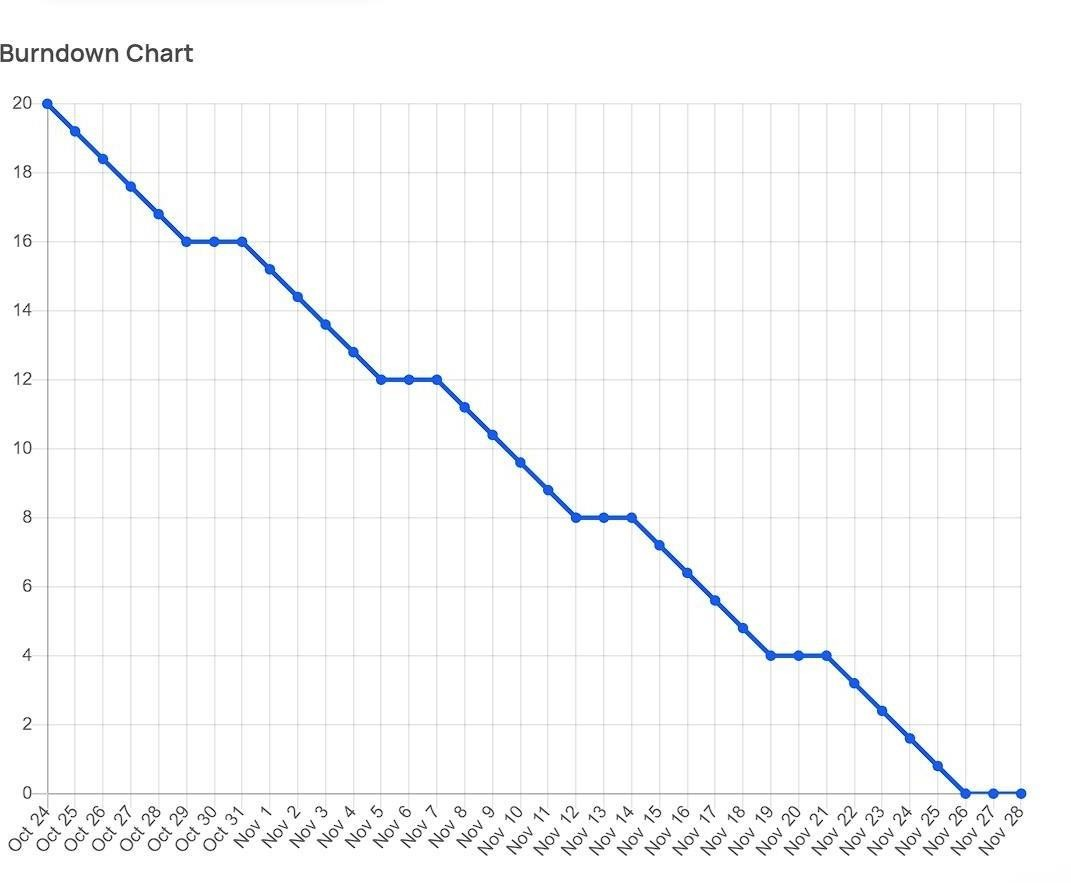 Burndown Chart
20
18
16
14
12
10
8
6
4
2
0
Oct 24
Oct 25
Oct 26
Oct 27
Oct 28
Oct 29
Oct 30
Oct 31
Nov 1
Nov 2
Nov 3
Nov 4
Nov 5
Nov 6
Nov 7
Nov 8
Nov 9
Nov 10
Nov 11
Nov 12
Nov 13
Nov 14
Nov 15
Nov 16
Nov 17
Nov 18
Nov 19
Nov 20
Nov 21
Nov 22
Nov 23
Nov 24
Nov 25
Nov 26
Nov 27
Nov 28